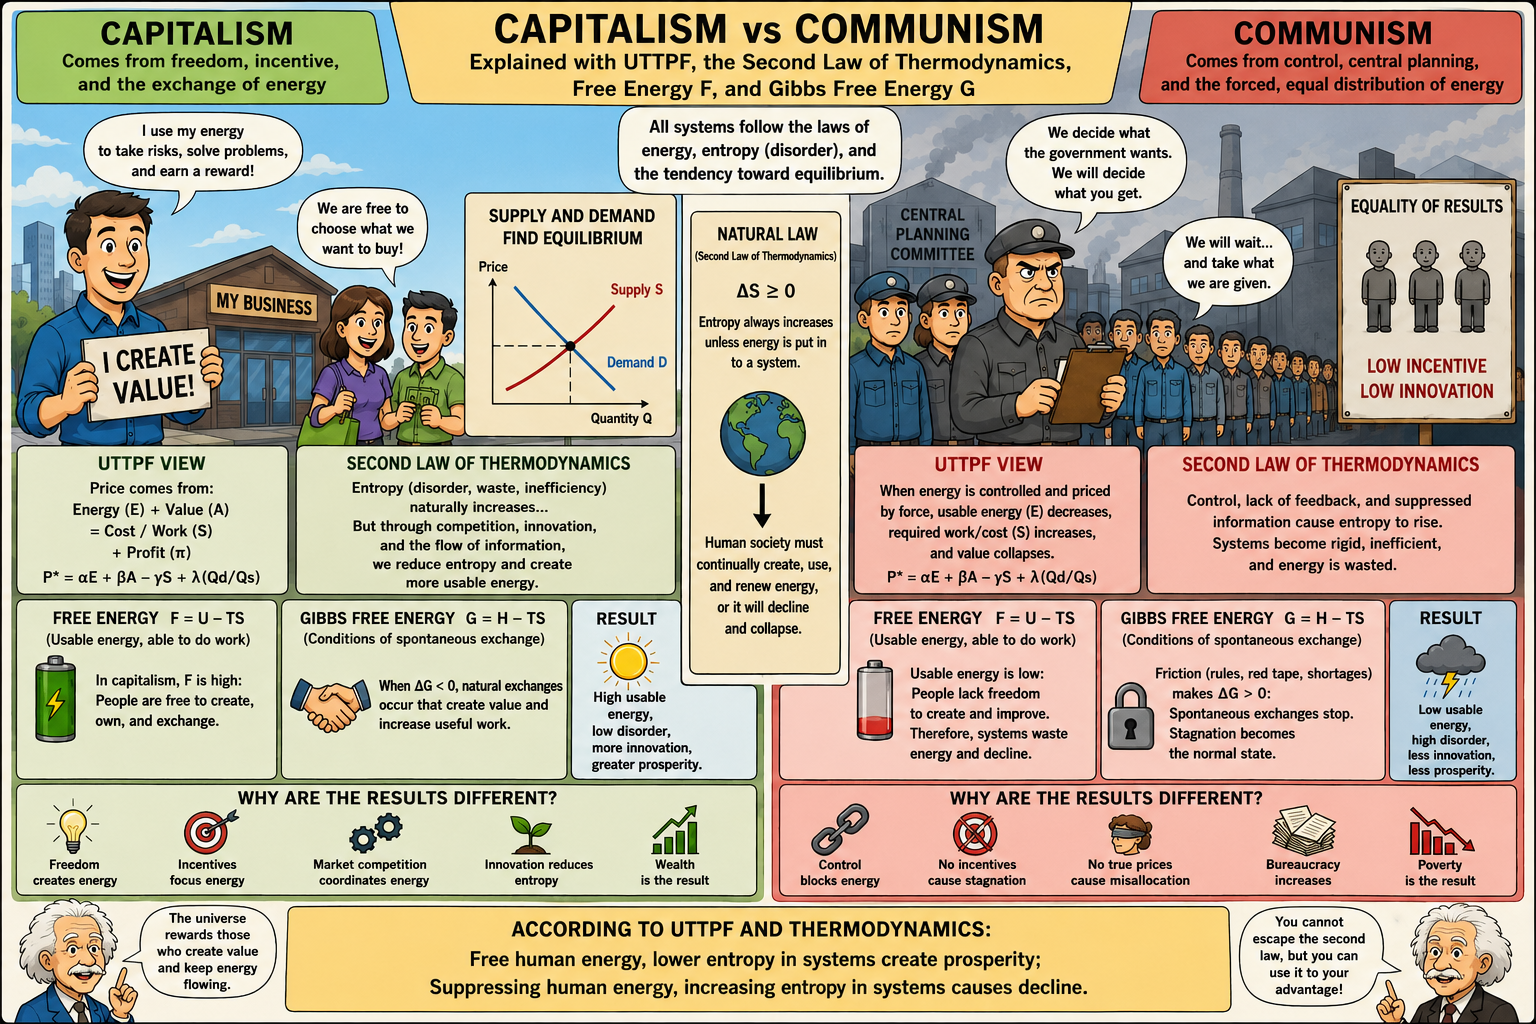 CAPITALISM
Comes from freedom, incentive,
and the exchange of energy
CAPITALISM vs COMMUNISM
Explained with UTTPF, the Second Law of Thermodynamics,
Free Energy F, and Gibbs Free Energy G
COMMUNISM
Comes from control, central planning,
and the forced, equal distribution of energy
I use my energy
to take risks, solve problems,
and earn a reward!
We are free to
choose what we
want to buy!
MY BUSINESS
I CREATE
VALUE!
SUPPLY AND DEMAND
FIND EQUILIBRIUM
Price
Supply S
Demand D
Quantity Q
All systems follow the laws of
energy, entropy (disorder), and
the tendency toward equilibrium.
NATURAL LAW
(Second Law of Thermodynamics)
ΔS ≥ 0
Entropy always increases
unless energy is put in
to a system.
Human society must
continually create, use,
and renew energy,
or it will decline
and collapse.
We decide what
the government wants.
We will decide
what you get.
CENTRAL
PLANNING
COMMITTEE
We will wait...
and take what
we are given.
EQUALITY OF RESULTS
LOW INCENTIVE
LOW INNOVATION
UTTPF VIEW
Price comes from:
Energy (E) + Value (A)
= Cost / Work (S)
+ Profit (π)
P* = αE + βA – γS + λ(Qd/Qs)
SECOND LAW OF THERMODYNAMICS
Entropy (disorder, waste, inefficiency)
naturally increases...
But through competition, innovation,
and the flow of information,
we reduce entropy and create
more usable energy.
UTTPF VIEW
When energy is controlled and priced
by force, usable energy (E) decreases,
required work/cost (S) increases,
and value collapses.
P* = αE + βA – γS + λ(Qd/Qs)
SECOND LAW OF THERMODYNAMICS
Control, lack of feedback, and suppressed
information cause entropy to rise.
Systems become rigid, inefficient,
and energy is wasted.
FREE ENERGY F = U – TS
(Usable energy, able to do work)
In capitalism, F is high:
People are free to create,
own, and exchange.
GIBBS FREE ENERGY G = H – TS
(Conditions of spontaneous exchange)
When ΔG < 0, natural exchanges
occur that create value and
increase useful work.
RESULT
High usable
energy,
low disorder,
more innovation,
greater prosperity.
FREE ENERGY F = U – TS
(Usable energy, able to do work)
Usable energy is low:
People lack freedom
to create and improve.
Therefore, systems waste
energy and decline.
GIBBS FREE ENERGY G = H – TS
(Conditions of spontaneous exchange)
Friction (rules, red tape, shortages)
makes ΔG > 0:
Spontaneous exchanges stop.
Stagnation becomes
the normal state.
RESULT
Low usable
energy,
high disorder,
less innovation,
less prosperity.
WHY ARE THE RESULTS DIFFERENT?
Freedom
creates energy
Incentives
focus energy
Market competition
coordinates energy
Innovation reduces
entropy
Wealth
is the result
WHY ARE THE RESULTS DIFFERENT?
Control
blocks energy
No incentives
cause stagnation
No true prices
cause misallocation
Bureaucracy
increases
Poverty
is the result
The universe
rewards those
who create value
and keep energy
flowing.
ACCORDING TO UTTPF AND THERMODYNAMICS:
Free human energy, lower entropy in systems create prosperity;
Suppressing human energy, increasing entropy in systems causes decline.
You cannot
escape the second
law, but you can
use it to your
advantage!